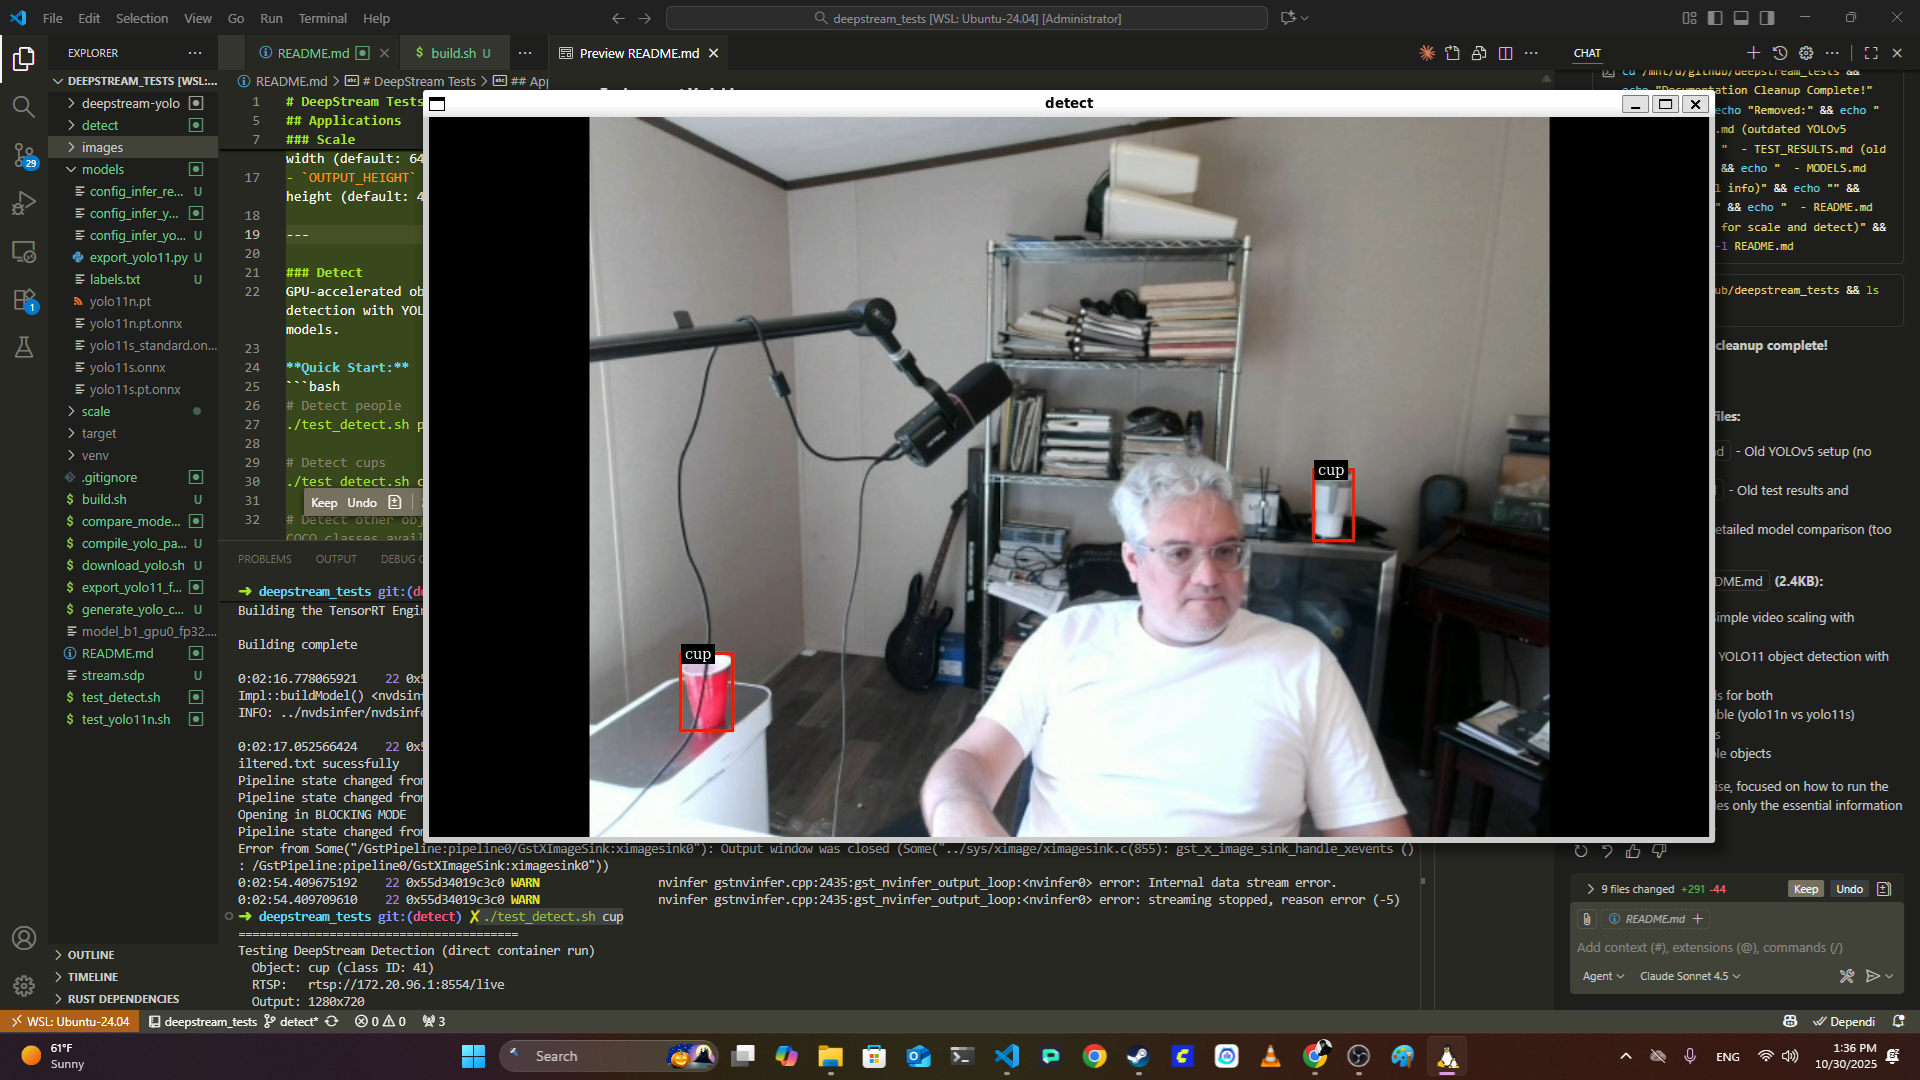 File Edit Selection View Go Run Terminal Help
deepstream_tests [WSL: Ubuntu-24.04] [Administrator]
EXPLORER
DEEPSTREAM_TESTS [WSL:...
deepstream-yolo
detect
images
models
config_infer_re... U
config_infer_y...
config_infer_yo... U
export_yolo11.py U
labels.txt U
yolo11n.pt
yolo11n.pt.onnx
yolo11s_standard.on...
yolo11s.onnx
yolo11s.pt.onnx
scale
target
venv
.gitignore
build.sh U
compare_mode...
compile_yolo_pa... U
download_yolo.sh U
export_yolo11_f...
generate_yolo_c... U
model_b1_gpu0_fp32....
README.md
stream.sdp U
test_detect.sh
test_yolo11n.sh
OUTLINE
TIMELINE
RUST DEPENDENCIES
README.md
build.sh U
README.md > # DeepStream Tests > ## App
1 # DeepStream Tests
5 ## Applications
7 ### Scale
width (default: 64
17 - `OUTPUT_HEIGHT`
height (default: 4
18
19 ---
20
21 ### Detect
22 GPU-accelerated ob
detection with YOL
models.
23
24 **Quick Start:**
25 ```bash
26 # Detect people
27 ./test_detect.sh p
28
29 # Detect cups
30 ./test_detect.sh c
31
Keep Undo
32 # Detect other obj
COCO classes avai
Preview README.md
detect
cup
cup
PROBLEMS OUTPUT DEBUG C
deepstream_tests git:(de
Building the TensorRT Engi
Building complete
0:02:16.778065921 22 0x5
Impl::buildModel() <nvdsinf
INFO: ../nvdsinfer/nvdsinfe
0:02:17.052566424 22 0x5
iltered.txt sucessfully
Pipeline state changed from
Pipeline state changed from
Opening in BLOCKING MODE
Pipeline state changed from
Error from Some("/GstPipeline:pipeline0/GstXImageSink:ximagesink0"): Output window was closed (Some("../sys/ximage/ximagesink.c(855): gst_x_image_sink_handle_xevents ()
: /GstPipeline:pipeline0/GstXImageSink:ximagesink0"))
0:02:54.409675192 22 0x55d34019c3c0 WARN nvinfer gstnvinfer.cpp:2435:gst_nvinfer_output_loop:<nvinfer0> error: Internal data stream error.
0:02:54.409709610 22 0x55d34019c3c0 WARN nvinfer gstnvinfer.cpp:2435:gst_nvinfer_output_loop:<nvinfer0> error: streaming stopped, reason error (-5)
deepstream_tests git:(detect) ✗ ./test_detect.sh cup
========================================
Testing DeepStream Detection (direct container run)
Object: cup (class ID: 41)
RTSP: rtsp://172.20.96.1:8554/live
Output: 1280x720
CHAT
cd /mnt/d/github/deepstream_tests &&
echo "Documentation Cleanup Complete!"
echo "Removed:" && echo "
.md (outdated YOLOv5
" - TEST_RESULTS.md (old
&& echo " - MODELS.md
l info)" && echo "" &&
" && echo " - README.md
for scale and detect)" &&
-l README.md
ub/deepstream_tests && ls
cleanup complete!
files:
- Old YOLOv5 setup (no
- Old test results and
etailed model comparison (too
DME.md (2.4KB):
imple video scaling with
YOLO11 object detection with
ls for both
ble (yolo11n vs yolo11s)
s
le objects
ise, focused on how to run the
es only the essential information
9 files changed +291 -44 Keep Undo
README.md +
Add context (#), extensions (@), commands (/)
Agent Claude Sonnet 4.5
WSL: Ubuntu-24.04 deepstream_tests detect* 0 0 3
Dependi
61°F
Sunny
Search
ENG
1:36 PM
10/30/2025